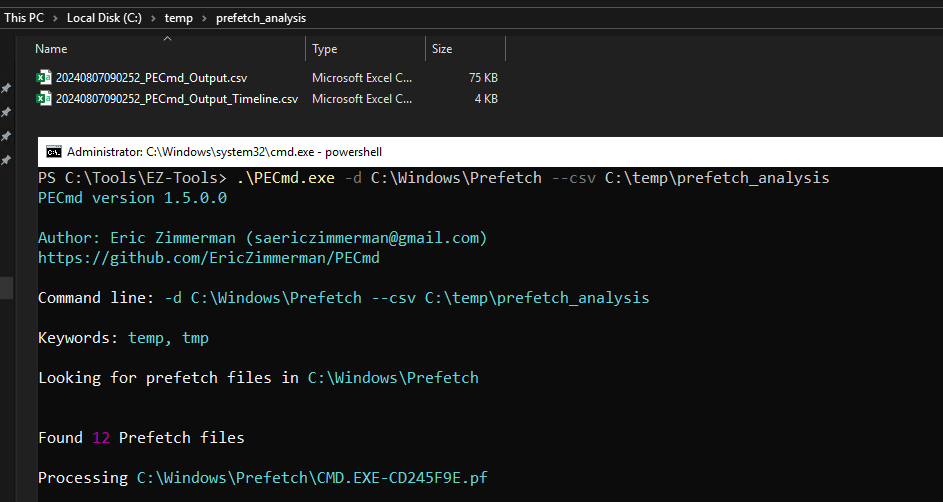 This PC > Local Disk (C:) > temp > prefetch_analysis
Name Type Size
20240807090252_PECmd_Output.csv Microsoft Excel C... 75 KB
20240807090252_PECmd_Output_Timeline.csv Microsoft Excel C... 4 KB
Administrator: C:\Windows\system32\cmd.exe - powershell
PS C:\Tools\EZ-Tools> .\PECmd.exe -d C:\Windows\Prefetch --csv C:\temp\prefetch_analysis
PECmd version 1.5.0.0
Author: Eric Zimmerman (saericzimmerman@gmail.com)
https://github.com/EricZimmerman/PECmd
Command line: -d C:\Windows\Prefetch --csv C:\temp\prefetch_analysis
Keywords: temp, tmp
Looking for prefetch files in C:\Windows\Prefetch
Found 12 Prefetch files
Processing C:\Windows\Prefetch\CMD.EXE-CD245F9E.pf